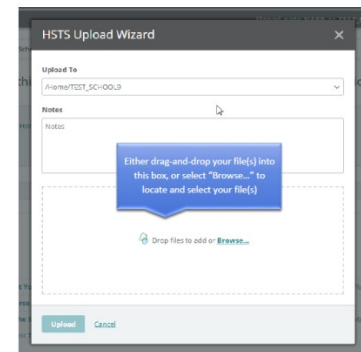 HSTS Upload Wizard
Upload To
/Home/TEST_SCHOOL9
Notes
Notes
Either drag-and-drop your file(s) into
this box, or select "Browse..." to
locate and select your file(s)
Drop files to add or Browse...
Upload Cancel